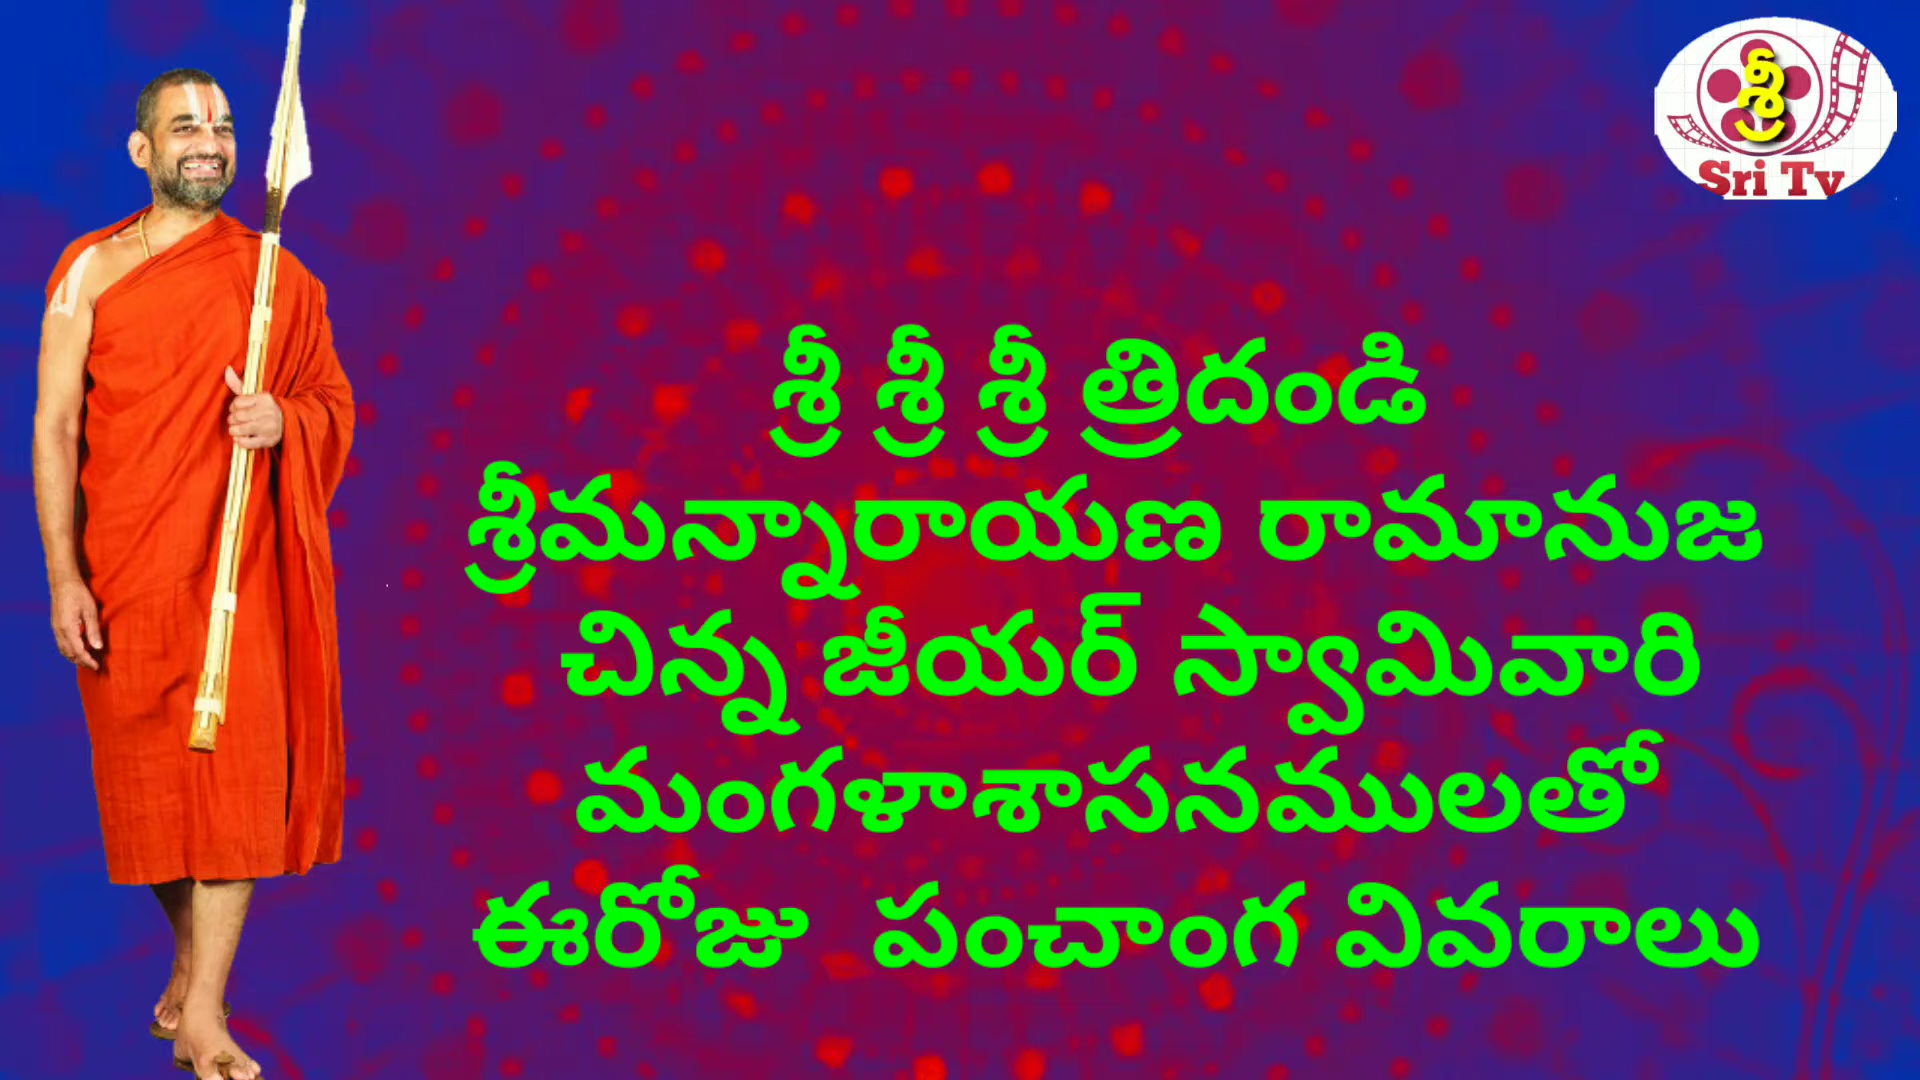 శ్రీ
Sri Tv
శ్రీ శ్రీ శ్రీ త్రిదండి
శ్రీమన్నారాయణ రామానుజ
చిన్న జీయర్ స్వామివారి
మంగళాశాసనములతో
ఈరోజు పంచాంగ వివరాలు